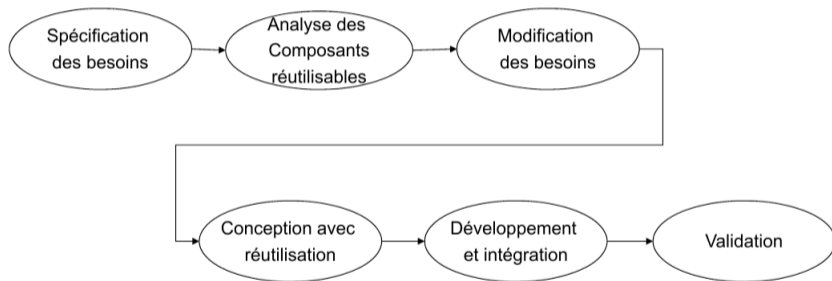 Spécification
des besoins
Analyse des
Composants
réutilisables
Modification
des besoins
Conception avec
réutilisation
Développement
et intégration
Validation